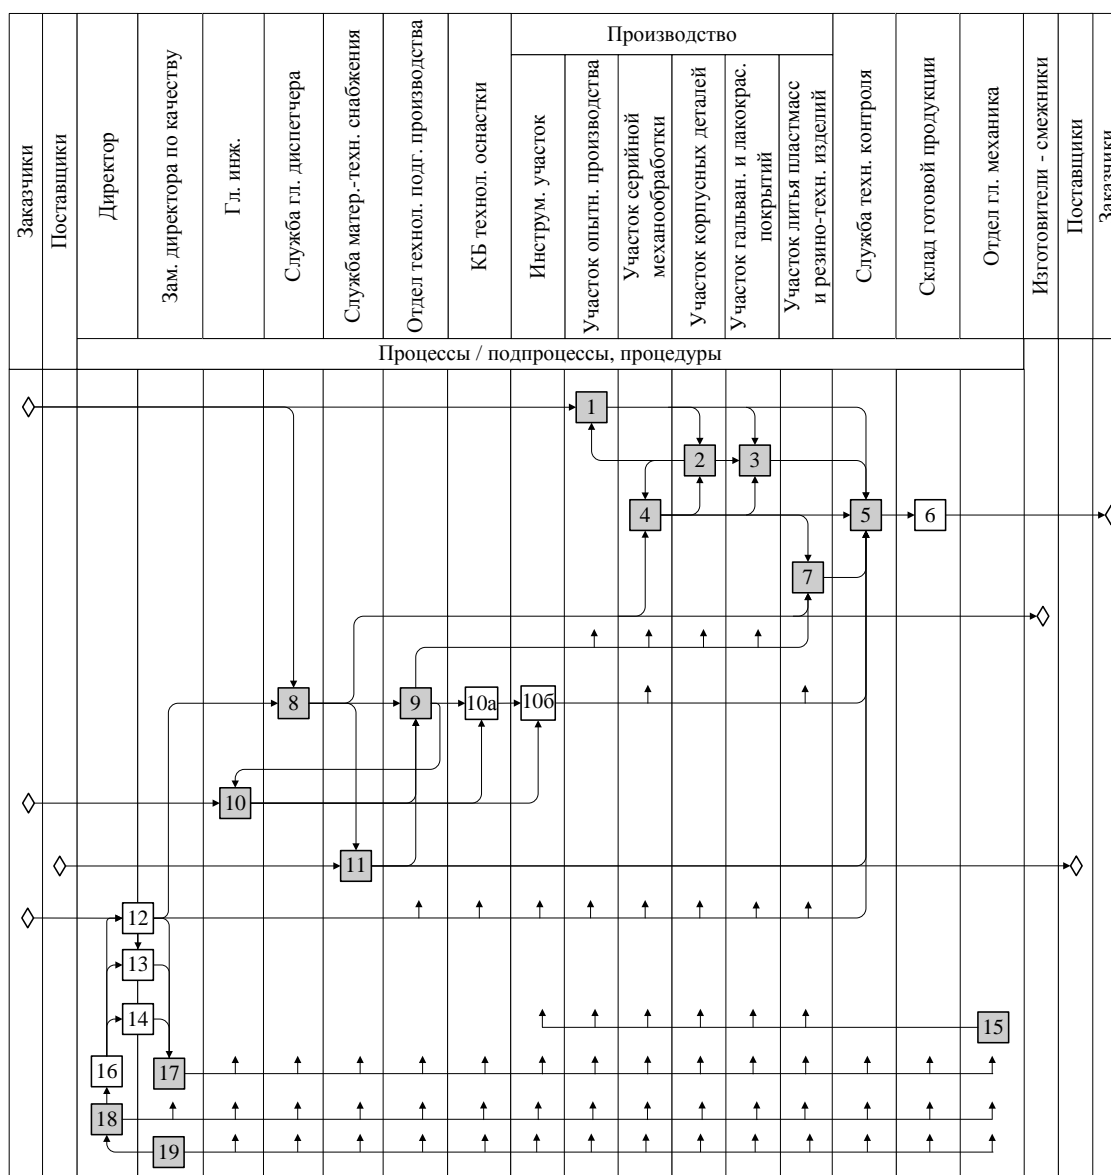 Производство
Заказчики
Поставщики
Директор
Зам. директора по качеству
Гл. инж.
Служба гл. диспетчера
Служба матер.-техн. снабжения
Отдел технол. подг. производства
КБ технол. оснастки
Инструм. участок
Участок опытн. производства
Участок серийной
механообработки
Участок корпусных деталей
Участок гальван. и лакокрас.
покрытий
Участок литья пластмасс
и резино-техн. изделий
Служба техн. контроля
Склад готовой продукции
Отдел гл. механика
Изготовители - смежники
Поставщики
Заказчики
Процессы / подпроцессы, процедуры
1
2
3
4
5
6
7
8
9
10а
10б
10
11
12
13
14
15
16
17
18
19